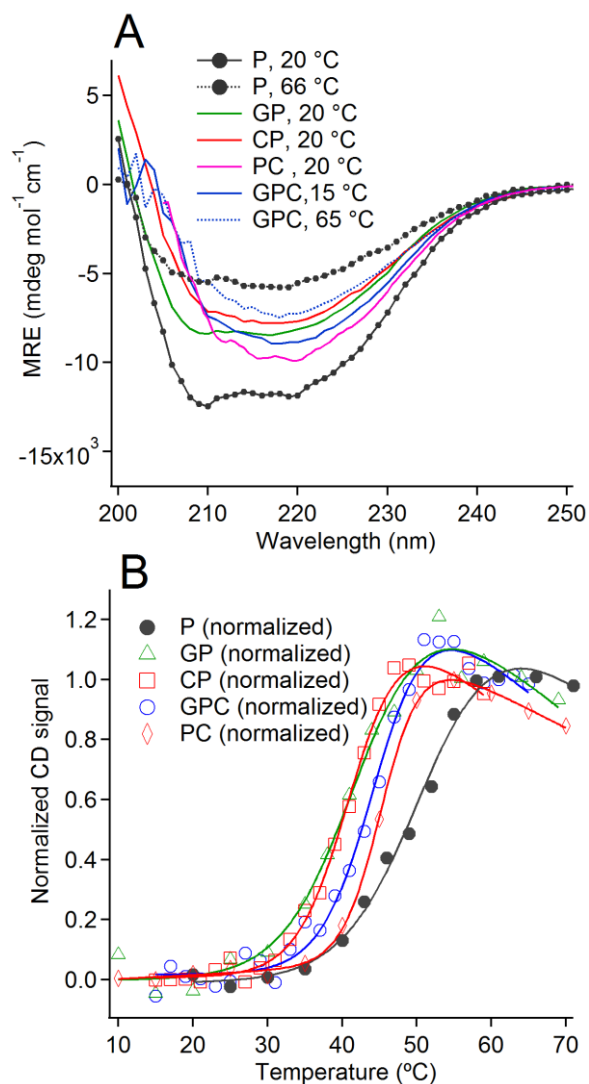 A
P, 20 °C
P, 66 °C
GP, 20 °C
CP, 20 °C
PC , 20 °C
GPC,15 °C
GPC, 65 °C
5
0
-5
-10
-15x10³
MRE (mdeg mol⁻¹ cm⁻¹)
200 210 220 230 240 250
Wavelength (nm)
B
P (normalized)
GP (normalized)
CP (normalized)
GPC (normalized)
PC (normalized)
1.2
1.0
0.8
0.6
0.4
0.2
0.0
Normalized CD signal
10 20 30 40 50 60 70
Temperature (ºC)